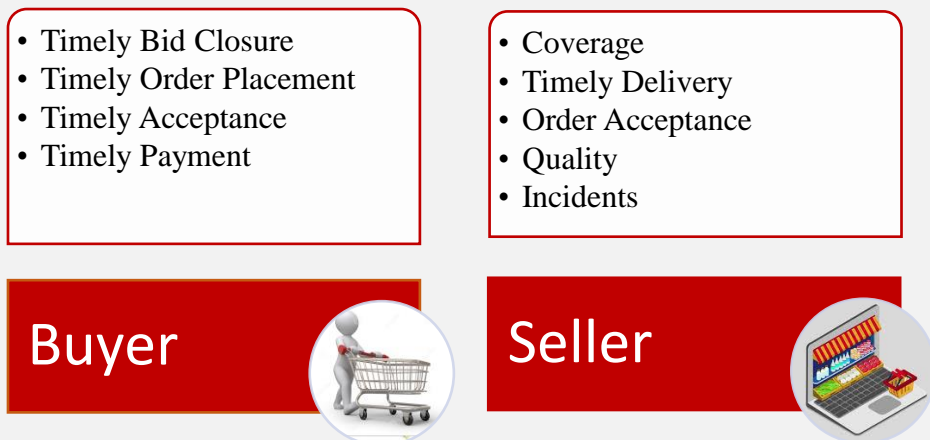 • Timely Bid Closure
• Timely Order Placement
• Timely Acceptance
• Timely Payment
Buyer
• Coverage
• Timely Delivery
• Order Acceptance
• Quality
• Incidents
Seller